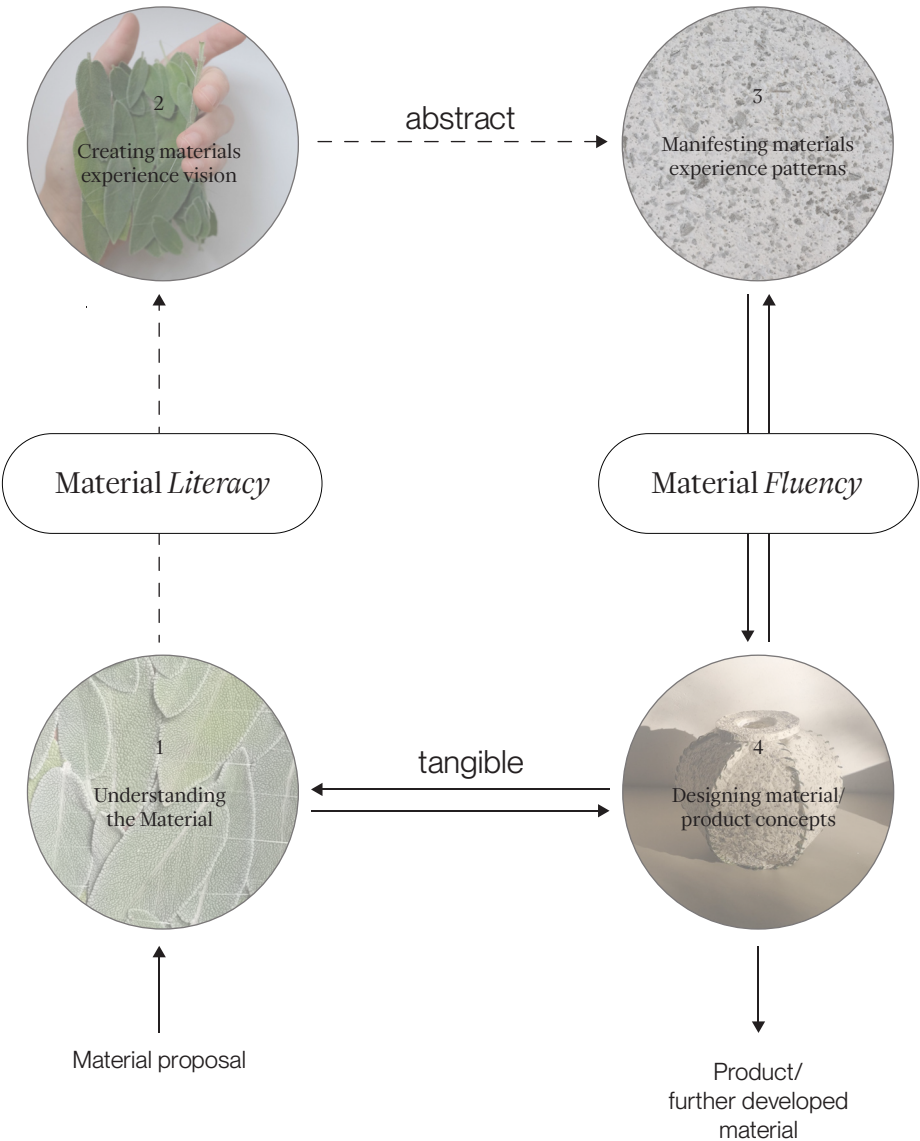 2
Creating materials
experience vision
abstract
3
Manifesting materials
experience patterns
Material Literacy
Material Fluency
1
Understanding
the Material
tangible
4
Designing material/
product concepts
Material proposal
Product/
further developed
material